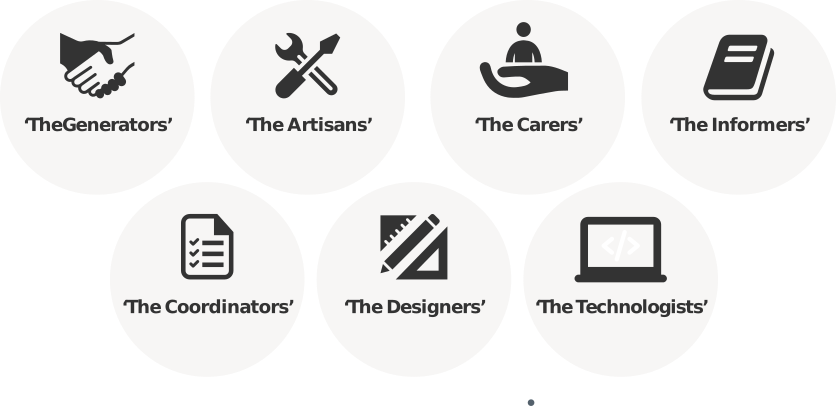 ‘TheGenerators’
‘The Artisans’
‘The Carers’
‘The Informers’
‘The Coordinators’
‘The Designers’
‘The Technologists’